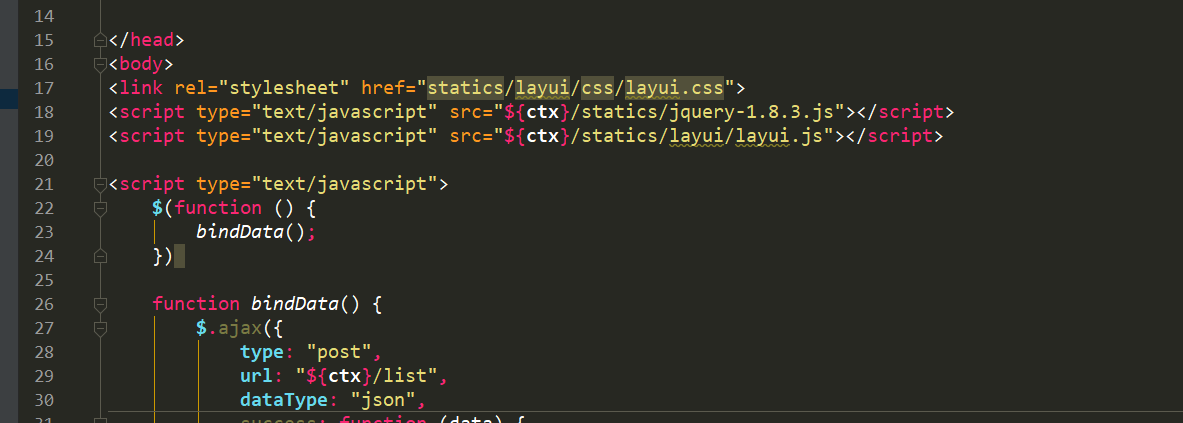 14
15 </head>
16 <body>
17 <link rel="stylesheet" href="statics/layui/css/layui.css">
18 <script type="text/javascript" src="${ctx}/statics/jquery-1.8.3.js"></script>
19 <script type="text/javascript" src="${ctx}/statics/layui/layui.js"></script>
20
21 <script type="text/javascript">
22     $(function () {
23         bindData();
24     })
25
26     function bindData() {
27         $.ajax({
28             type: "post",
29             url: "${ctx}/list",
30             dataType: "json",
31             success: function (data) {